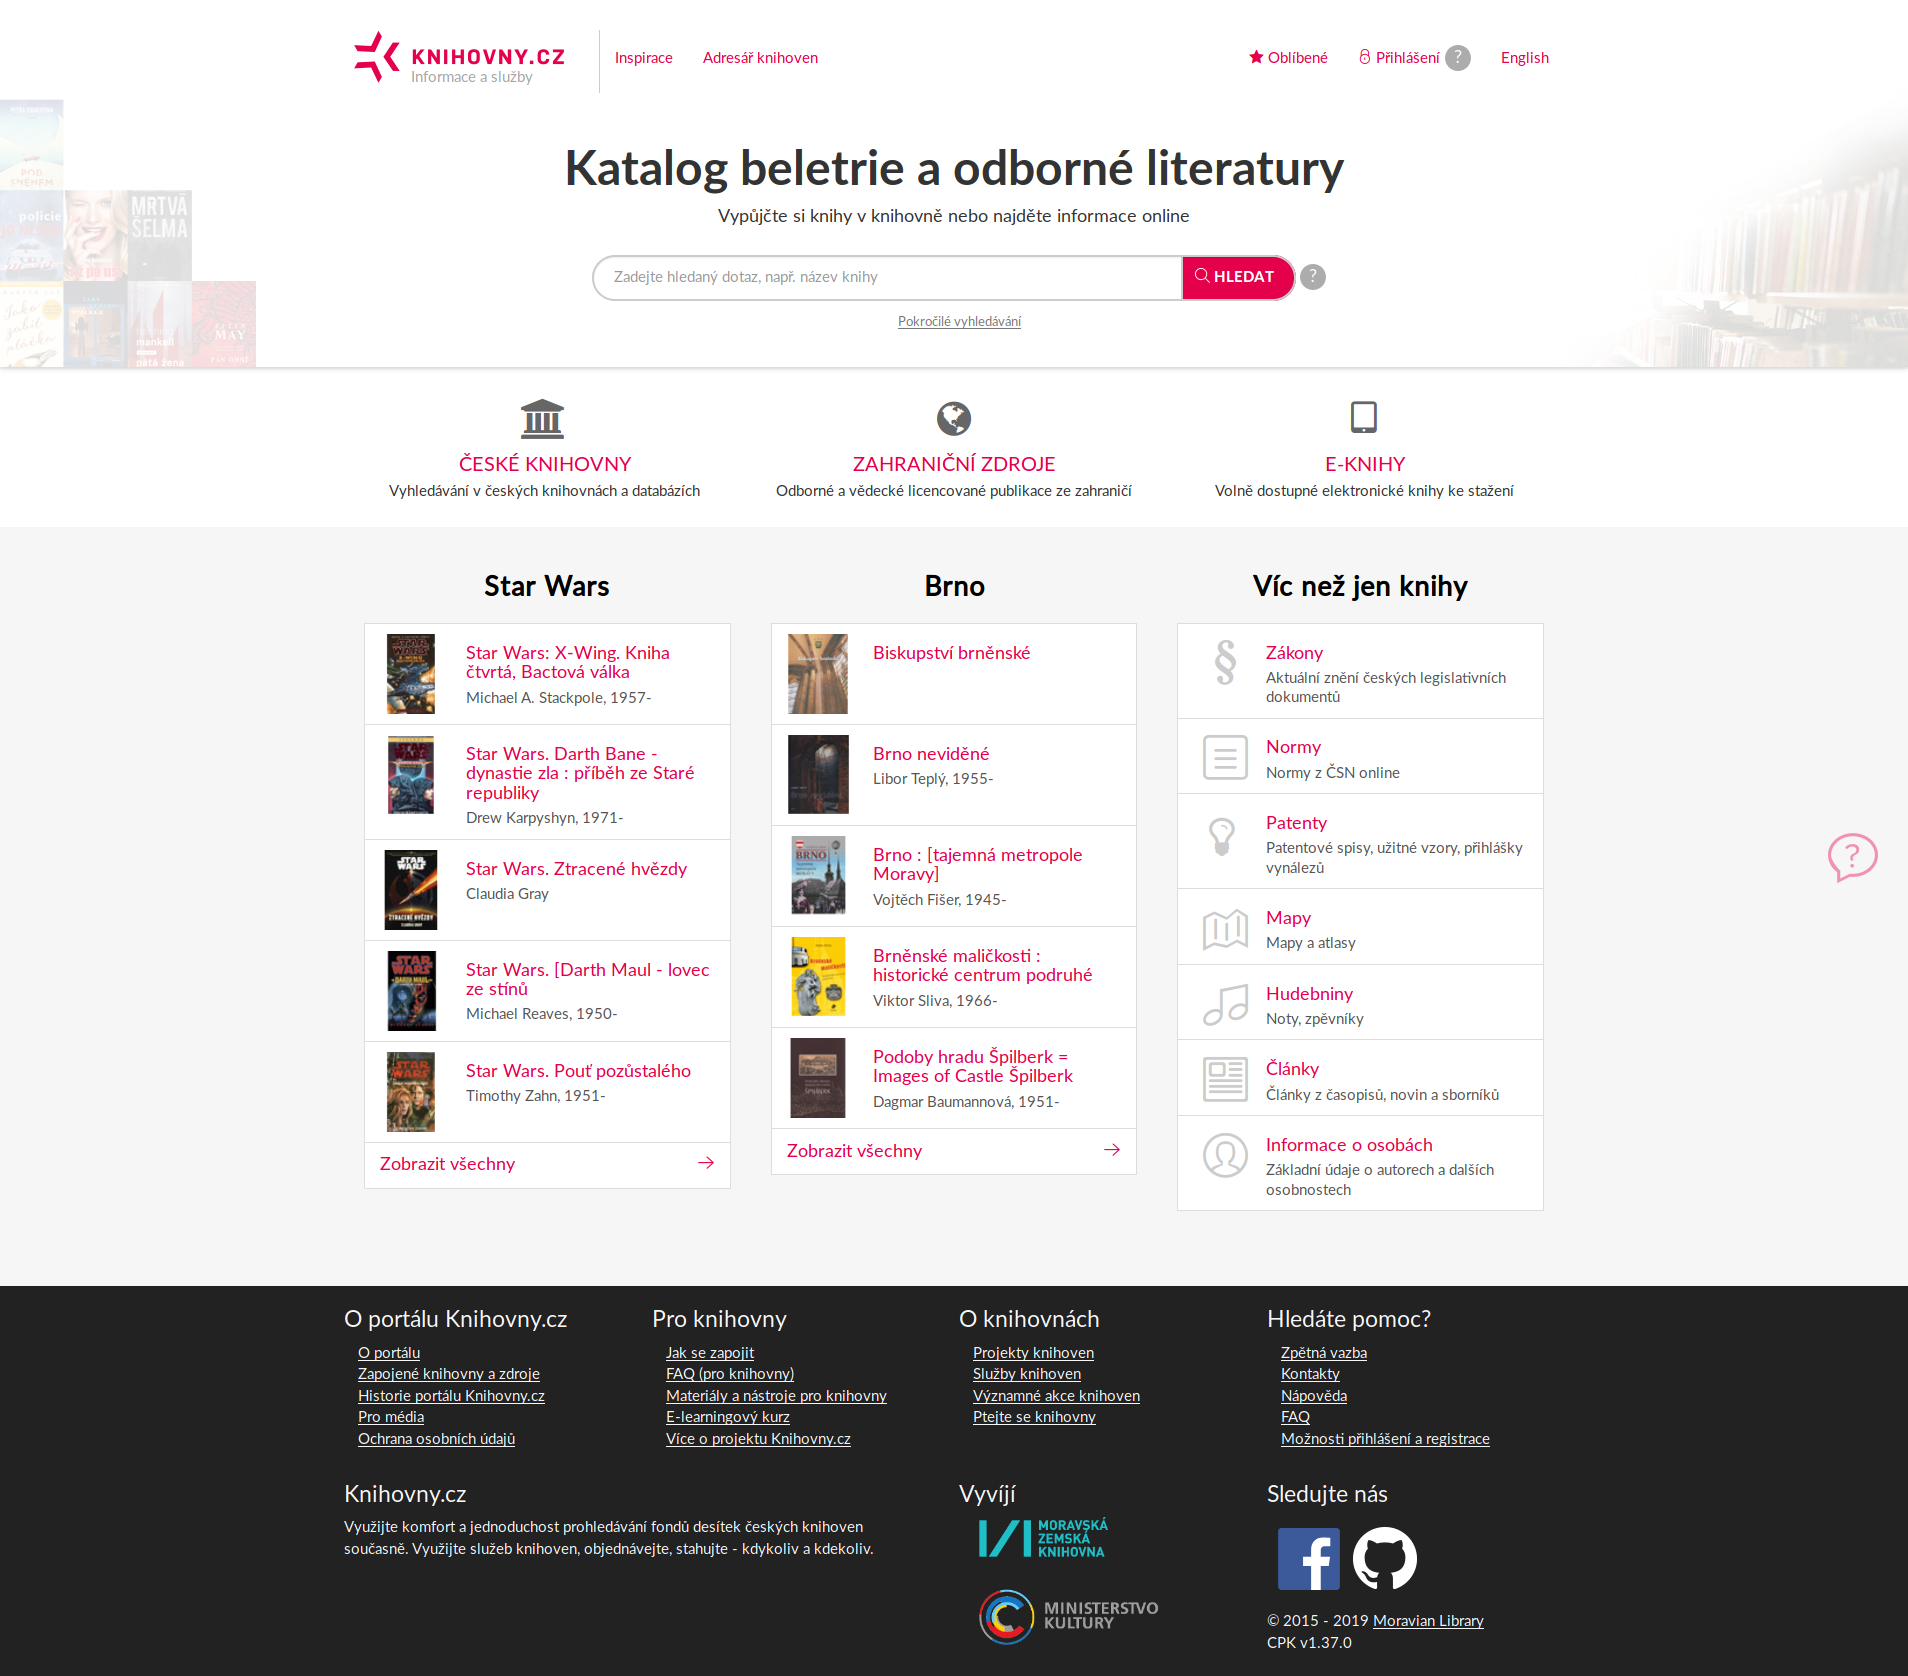 KNIHOVNY.CZ
Informace a služby
Inspirace
Adresář knihoven
Oblíbené
Přihlášení ?
English
Katalog beletrie a odborné literatury
Vypůjčte si knihy v knihovně nebo najděte informace online
Zadejte hledaný dotaz, např. název knihy
HLEDAT
?
Pokročilé vyhledávání
POD
SNĚHEM
policie
MRTVÁ
ŠELMA
mankell
pátá žena
PETER
MAY
ČESKÉ KNIHOVNY
Vyhledávání v českých knihovnách a databázích
ZAHRANIČNÍ ZDROJE
Odborné a vědecké licencované publikace ze zahraničí
E-KNIHY
Volně dostupné elektronické knihy ke stažení
Star Wars
Star Wars: X-Wing. Kniha
čtvrtá, Bactová válka
Michael A. Stackpole, 1957-
Star Wars. Darth Bane -
dynastie zla : příběh ze Staré
republiky
Drew Karpyshyn, 1971-
Star Wars. Ztracené hvězdy
Claudia Gray
Star Wars. [Darth Maul - lovec
ze stínů
Michael Reaves, 1950-
Star Wars. Pouť pozůstalého
Timothy Zahn, 1951-
Zobrazit všechny
Brno
Biskupství brněnské
Brno neviděné
Libor Teplý, 1955-
BRNO
Brno : [tajemná metropole
Moravy]
Vojtěch Fišer, 1945-
Brněnské maličkosti :
historické centrum podruhé
Viktor Sliva, 1966-
Podoby hradu Špilberk =
Images of Castle Špilberk
Dagmar Baumannová, 1951-
Zobrazit všechny
Víc než jen knihy
§
Zákony
Aktuální znění českých legislativních
dokumentů
Normy
Normy z ČSN online
Patenty
Patentové spisy, užitné vzory, přihlášky
vynálezů
Mapy
Mapy a atlasy
Hudebniny
Noty, zpěvníky
Články
Články z časopisů, novin a sborníků
Informace o osobách
Základní údaje o autorech a dalších
osobnostech
?
O portálu Knihovny.cz
O portálu
Zapojené knihovny a zdroje
Historie portálu Knihovny.cz
Pro média
Ochrana osobních údajů
Pro knihovny
Jak se zapojit
FAQ (pro knihovny)
Materiály a nástroje pro knihovny
E-learningový kurz
Více o projektu Knihovny.cz
O knihovnách
Projekty knihoven
Služby knihoven
Významné akce knihoven
Ptejte se knihovny
Hledáte pomoc?
Zpětná vazba
Kontakty
Nápověda
FAQ
Možnosti přihlášení a registrace
Knihovny.cz
Využijte komfort a jednoduchost prohledávání fondů desítek českých knihoven
současně. Využijte služeb knihoven, objednávejte, stahujte - kdykoliv a kdekoliv.
Vyvíjí
MORAVSKÁ
ZEMSKÁ
KNIHOVNA
MINISTERSTVO
KULTURY
Sledujte nás
© 2015 - 2019 Moravian Library
CPK v1.37.0